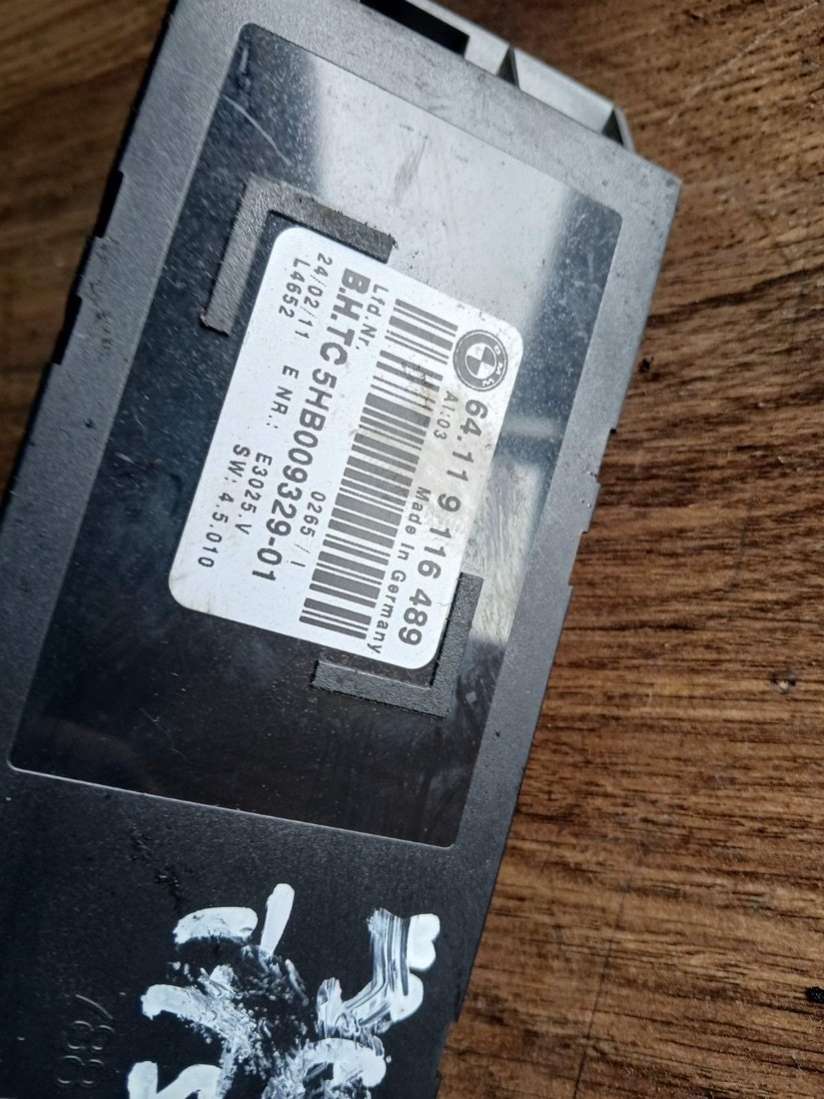 BMW
64.11 9 116 489
AI:03 Made In Germany
Lfd.Nr. 0265 / I
B.H.TC 5HB009329-01
24/02/11 E NR.: E3025.V
L4652 SW: 4.5.010